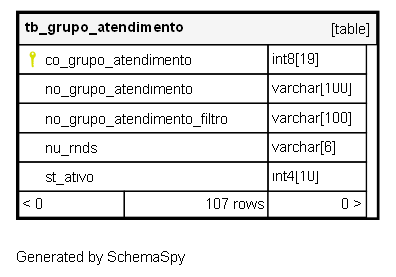 tb_grupo_atendimento [table]
co_grupo_atendimento int8[19]
no_grupo_atendimento varchar[100]
no_grupo_atendimento_filtro varchar[100]
nu_rnds varchar[6]
st_ativo int4[10]
< 0 107 rows 0 >
Generated by SchemaSpy